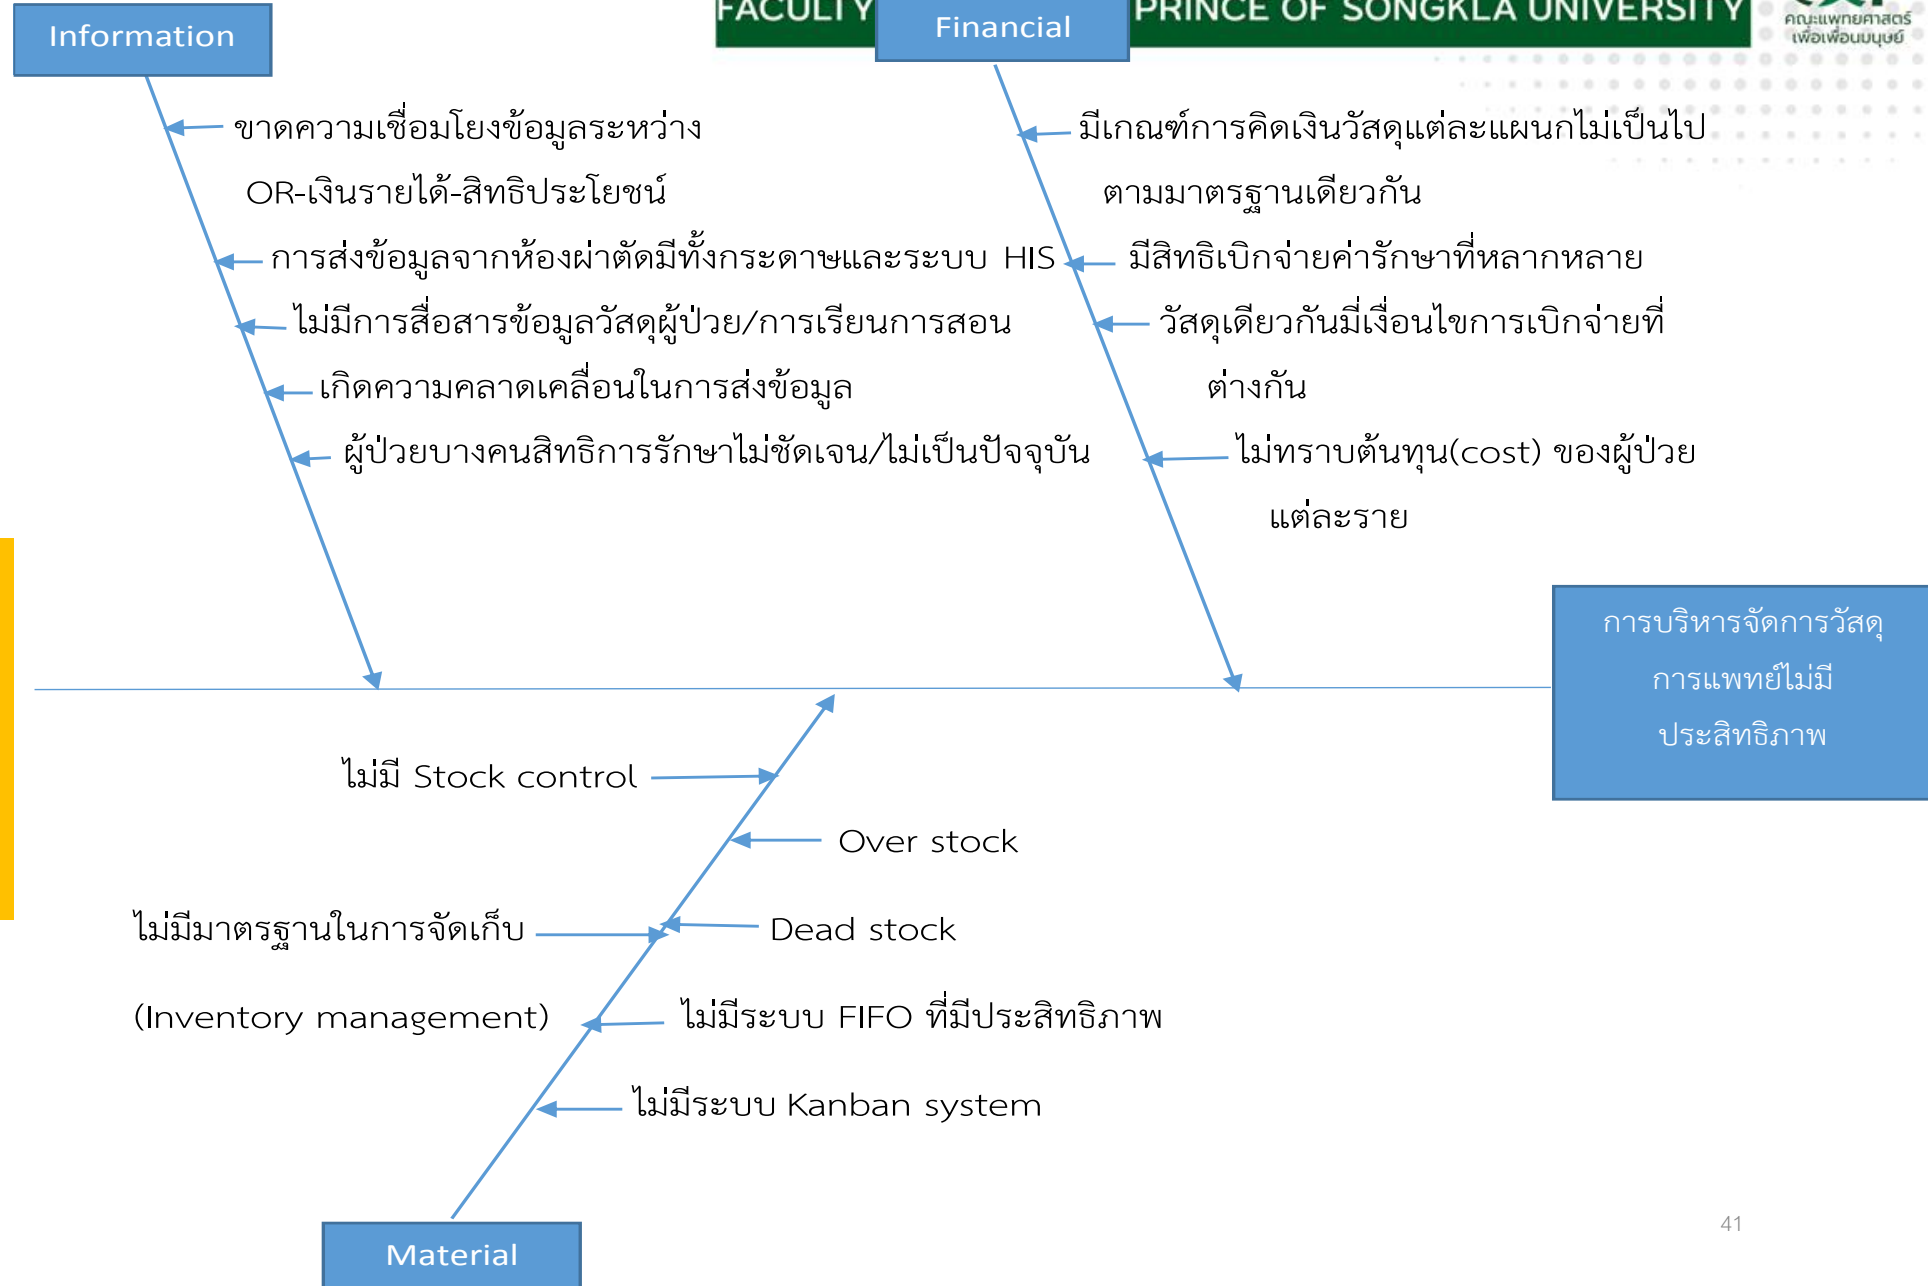 FACULTY
PRINCE OF SONGKLA UNIVERSITY
คณะแพทยศาสตร์
เพื่อเพื่อนมนุษย์
Information
Financial
ขาดความเชื่อมโยงข้อมูลระหว่าง
OR-เงินรายได้-สิทธิประโยชน์
การส่งข้อมูลจากห้องผ่าตัดมีทั้งกระดาษและระบบ HIS
ไม่มีการสื่อสารข้อมูลวัสดุผู้ป่วย/การเรียนการสอน
เกิดความคลาดเคลื่อนในการส่งข้อมูล
ผู้ป่วยบางคนสิทธิการรักษาไม่ชัดเจน/ไม่เป็นปัจจุบัน
มีเกณฑ์การคิดเงินวัสดุแต่ละแผนกไม่เป็นไป
ตามมาตรฐานเดียวกัน
มีสิทธิเบิกจ่ายค่ารักษาที่หลากหลาย
วัสดุเดียวกันมี่เงื่อนไขการเบิกจ่ายที่
ต่างกัน
ไม่ทราบต้นทุน(cost) ของผู้ป่วย
แต่ละราย
การบริหารจัดการวัสดุ
การแพทย์ไม่มี
ประสิทธิภาพ
ไม่มี Stock control
Over stock
ไม่มีมาตรฐานในการจัดเก็บ
(Inventory management)
Dead stock
ไม่มีระบบ FIFO ที่มีประสิทธิภาพ
ไม่มีระบบ Kanban system
Material
41